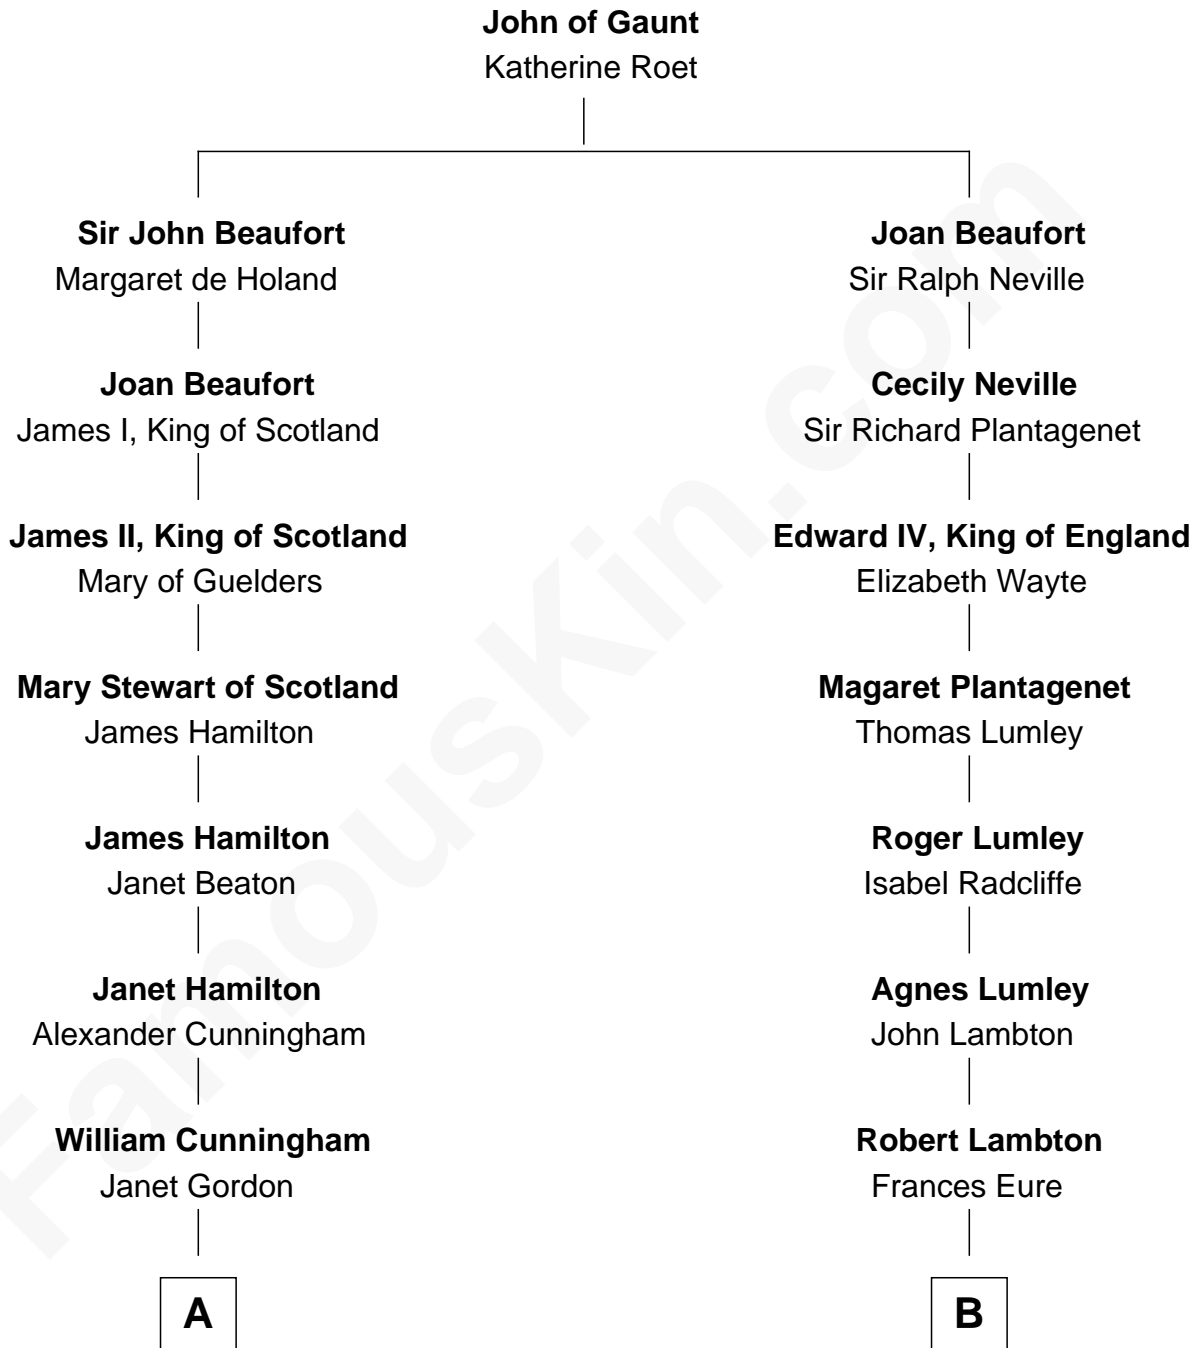 John of Gaunt
Katherine Roet
Sir John Beaufort
Margaret de Holand
Joan Beaufort
Sir Ralph Neville
Joan Beaufort
James I, King of Scotland
Cecily Neville
Sir Richard Plantagenet
James II, King of Scotland
Mary of Guelders
Edward IV, King of England
Elizabeth Wayte
Mary Stewart of Scotland
James Hamilton
Magaret Plantagenet
Thomas Lumley
James Hamilton
Janet Beaton
Roger Lumley
Isabel Radcliffe
Janet Hamilton
Alexander Cunningham
Agnes Lumley
John Lambton
William Cunningham
Janet Gordon
Robert Lambton
Frances Eure
A
B
FamousKin.com